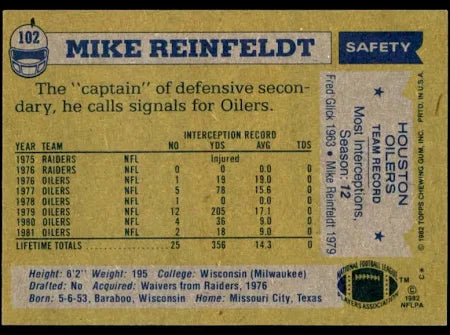 102
MIKE REINFELDT
SAFETY
The "captain" of defensive secon-
dary, he calls signals for Oilers.
INTERCEPTION RECORD
YEAR TEAM NO YDS AVG TDS
1975 RAIDERS NFL Injured
1976 RAIDERS NFL 0 0 0.0 0
1976 OILERS NFL 1 19 19.0 0
1977 OILERS NFL 5 78 15.6 0
1978 OILERS NFL 1 0 0.0 0
1979 OILERS NFL 12 205 17.1 0
1980 OILERS NFL 4 36 9.0 0
1981 OILERS NFL 2 18 9.0 0
LIFETIME TOTALS 25 356 14.3 0
Height: 6'2" Weight: 195 College: Wisconsin (Milwaukee)
Drafted: No Acquired: Waivers from Raiders, 1976
Born: 5-6-53, Baraboo, Wisconsin Home: Missouri City, Texas
HOUSTON
OILERS
TEAM RECORD
Most Interceptions,
Season: 12
Fred Glick 1963 • Mike Reinfeldt 1979
© 1982 TOPPS CHEWING GUM, INC. PRTD. IN U.S.A.
C*
NATIONAL FOOTBALL LEAGUE
PLAYERS ASSOCIATION
TM
© 1982
NFLPA